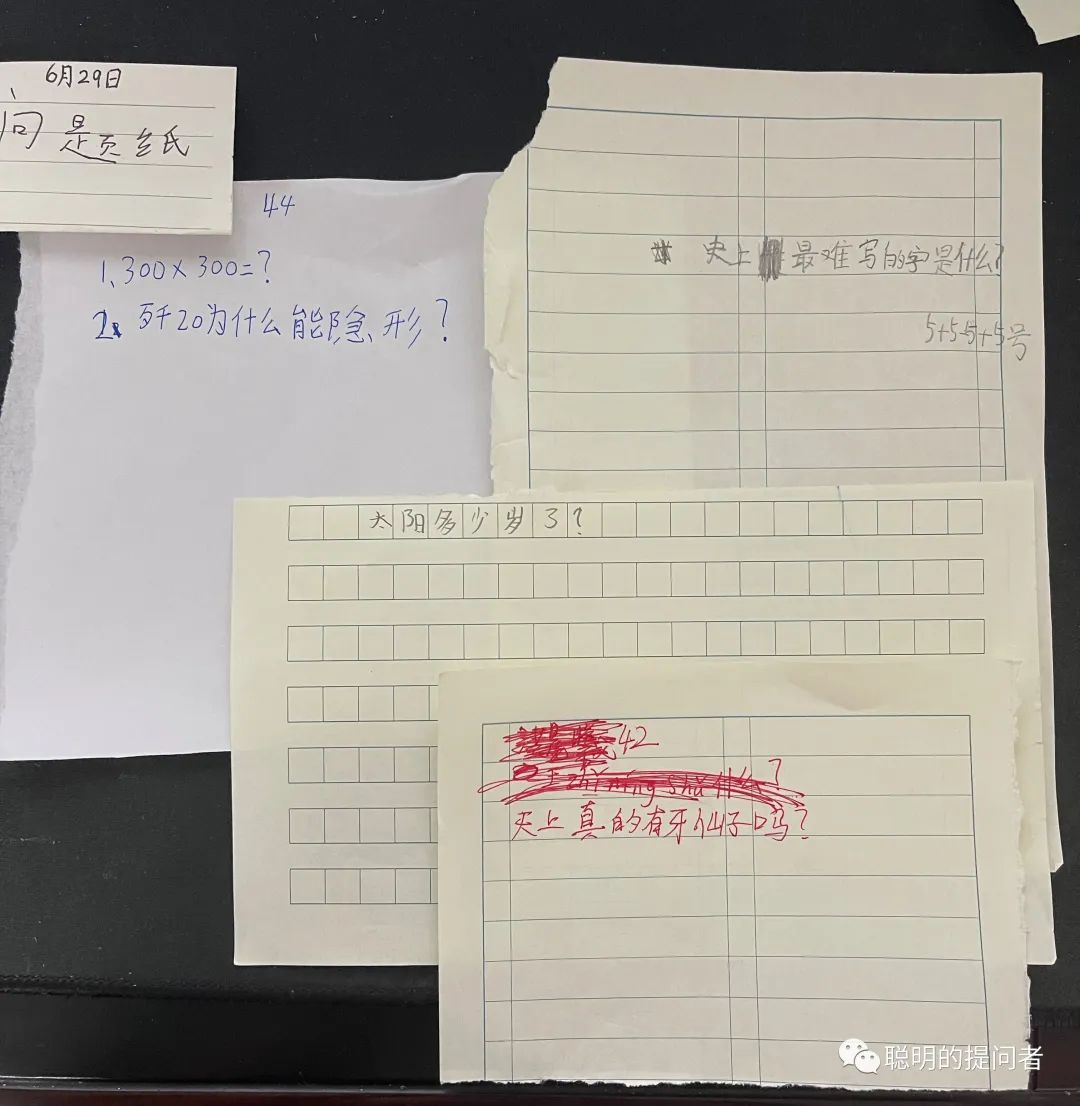 6月29日
问题纸
44
1、300×300=?
2、歼20为什么能隐形？
史上最难写的字是什么？
5+5-5+5号
太阳多少岁了？
42
天上真的有牙仙子吗？
聪明的提问者